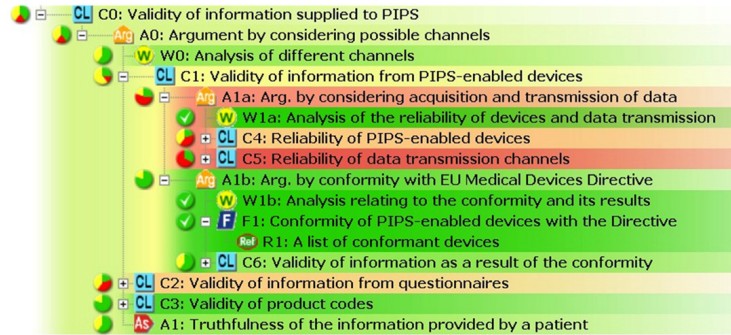 CL C0: Validity of information supplied to PIPS
Arg A0: Argument by considering possible channels
W W0: Analysis of different channels
CL C1: Validity of information from PIPS-enabled devices
Arg A1a: Arg. by considering acquisition and transmission of data
W W1a: Analysis of the reliability of devices and data transmission
CL C4: Reliability of PIPS-enabled devices
CL C5: Reliability of data transmission channels
Arg A1b: Arg. by conformity with EU Medical Devices Directive
W W1b: Analysis relating to the conformity and its results
F F1: Conformity of PIPS-enabled devices with the Directive
Ref R1: A list of conformant devices
CL C6: Validity of information as a result of the conformity
CL C2: Validity of information from questionnaires
CL C3: Validity of product codes
As A1: Truthfulness of the information provided by a patient